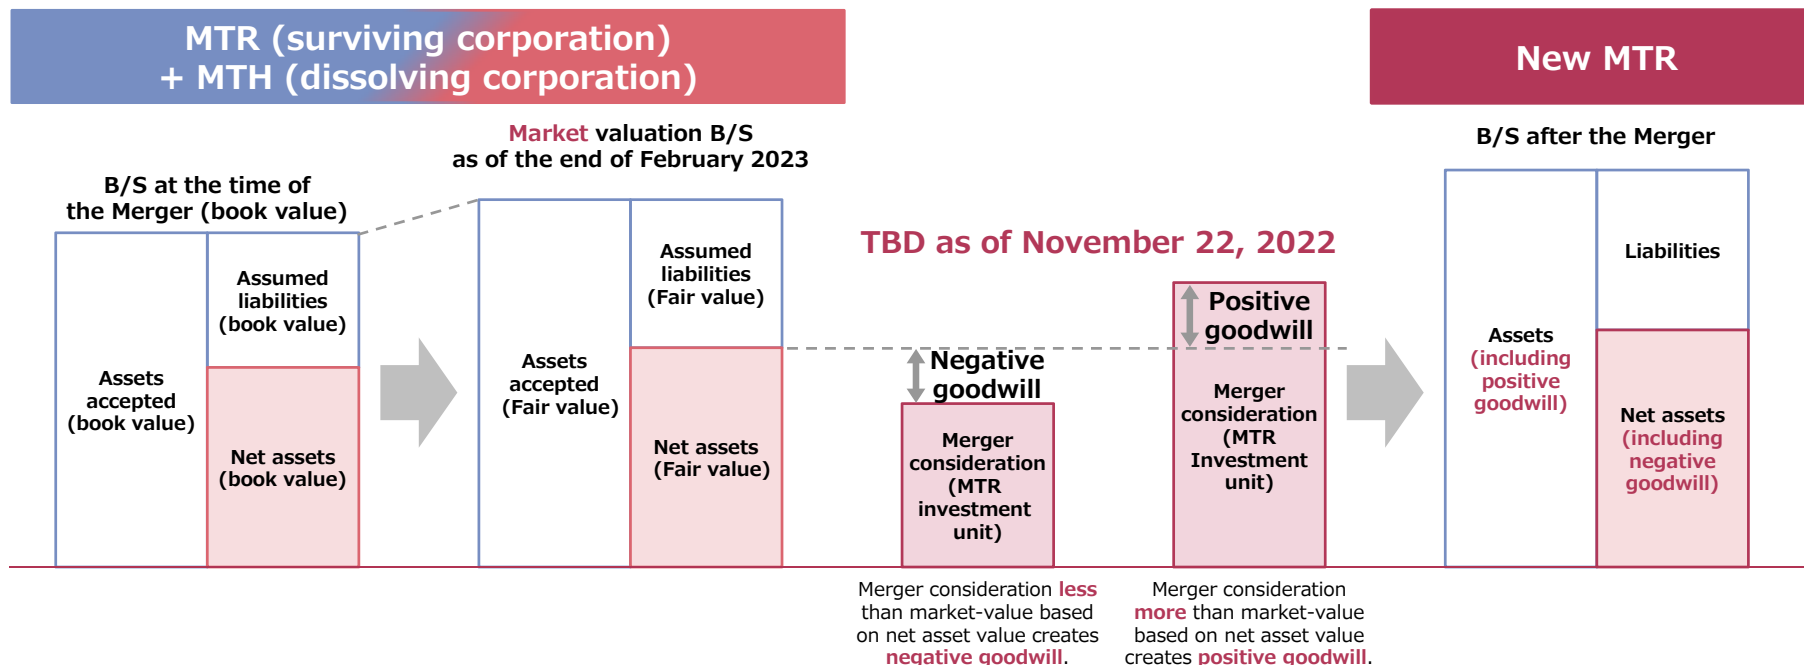 MTR (surviving corporation)
+ MTH (dissolving corporation)
New MTR
B/S at the time of
the Merger (book value)
Assets
accepted
(book value)
Assumed
liabilities
(book value)
Net assets
(book value)
Market valuation B/S
as of the end of February 2023
Assets
accepted
(Fair value)
Assumed
liabilities
(Fair value)
Net assets
(Fair value)
TBD as of November 22, 2022
Negative
goodwill
Merger
consideration
(MTR
investment
unit)
Merger consideration less
than market-value based
on net asset value creates
negative goodwill.
Positive
goodwill
Merger
consideration
(MTR
Investment
unit)
Merger consideration
more than market-value
based on net asset value
creates positive goodwill.
B/S after the Merger
Assets
(including
positive
goodwill)
Liabilities
Net assets
(including
negative
goodwill)